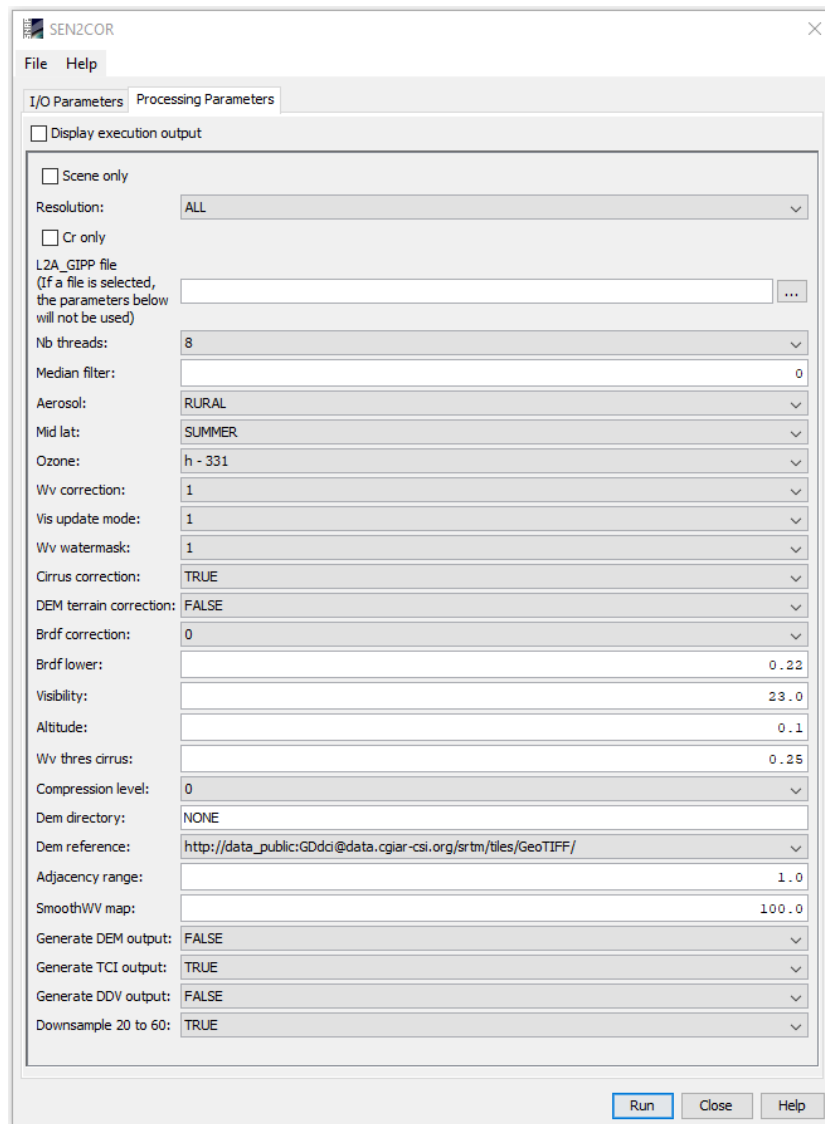 SEN2COR
File Help
I/O Parameters Processing Parameters
Display execution output
Scene only
Resolution: ALL
Cr only
L2A_GIPP file
(If a file is selected,
the parameters below
will not be used)
...
Nb threads: 8
Median filter: 0
Aerosol: RURAL
Mid lat: SUMMER
Ozone: h - 331
Wv correction: 1
Vis update mode: 1
Wv watermask: 1
Cirrus correction: TRUE
DEM terrain correction: FALSE
Brdf correction: 0
Brdf lower: 0.22
Visibility: 23.0
Altitude: 0.1
Wv thres cirrus: 0.25
Compression level: 0
Dem directory: NONE
Dem reference: http://data_public:GDdci@data.cgiar-csi.org/srtm/tiles/GeoTIFF/
Adjacency range: 1.0
SmoothWV map: 100.0
Generate DEM output: FALSE
Generate TCI output: TRUE
Generate DDV output: FALSE
Downsample 20 to 60: TRUE
Run Close Help